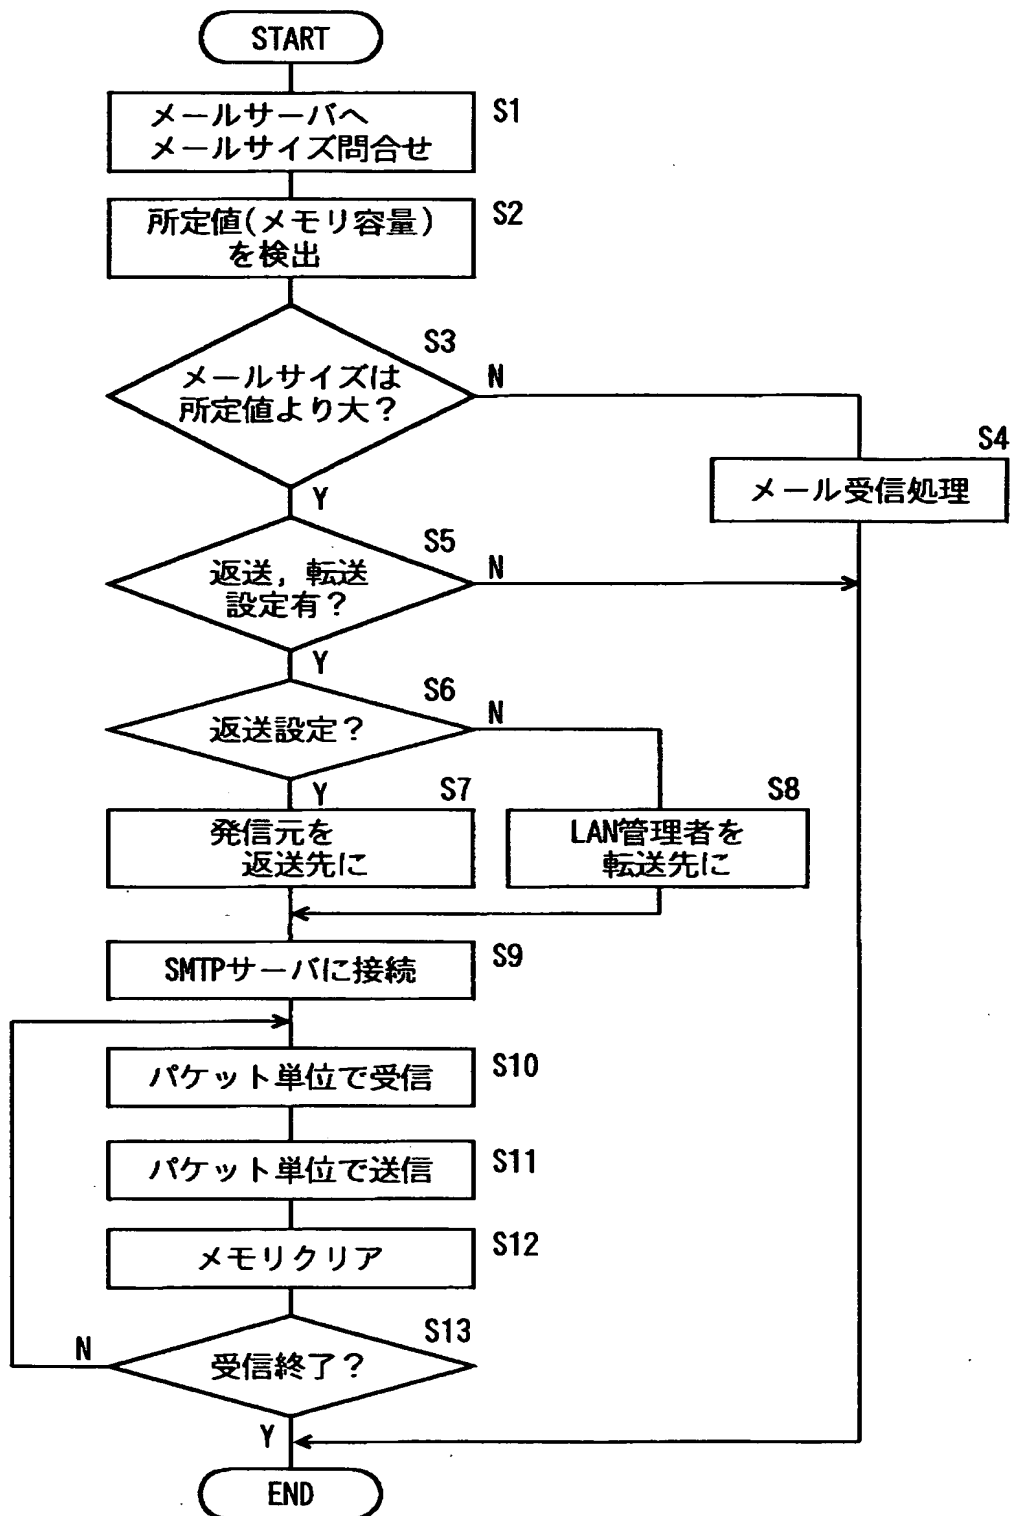 START
メールサーバへ
メールサイズ問合せ
S1
所定値(メモリ容量)
を検出
S2
S3
メールサイズは
所定値より大?
N
Y
S4
メール受信処理
S5
返送, 転送
設定有?
N
Y
S6
返送設定?
N
Y
S7
発信元を
返送先に
S8
LAN管理者を
転送先に
SMTPサーバに接続
S9
パケット単位で受信
S10
パケット単位で送信
S11
メモリクリア
S12
S13
受信終了?
N
Y
END